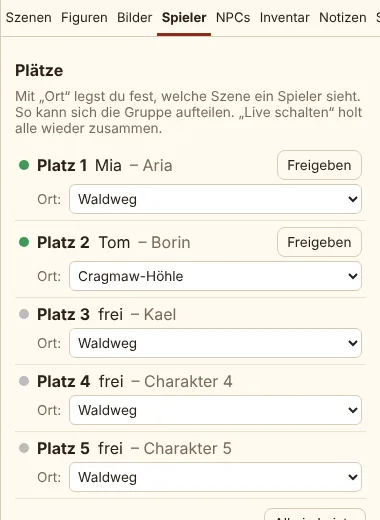 Szenen Figuren Bilder Spieler NPCs Inventar Notizen
Plätze
Mit „Ort“ legst du fest, welche Szene ein Spieler sieht.
So kann sich die Gruppe aufteilen. „Live schalten“ holt
alle wieder zusammen.
Platz 1 Mia – Aria Freigeben
Ort: Waldweg
Platz 2 Tom – Borin Freigeben
Ort: Cragmaw-Höhle
Platz 3 frei – Kael
Ort: Waldweg
Platz 4 frei – Charakter 4
Ort: Waldweg
Platz 5 frei – Charakter 5
Ort: Waldweg